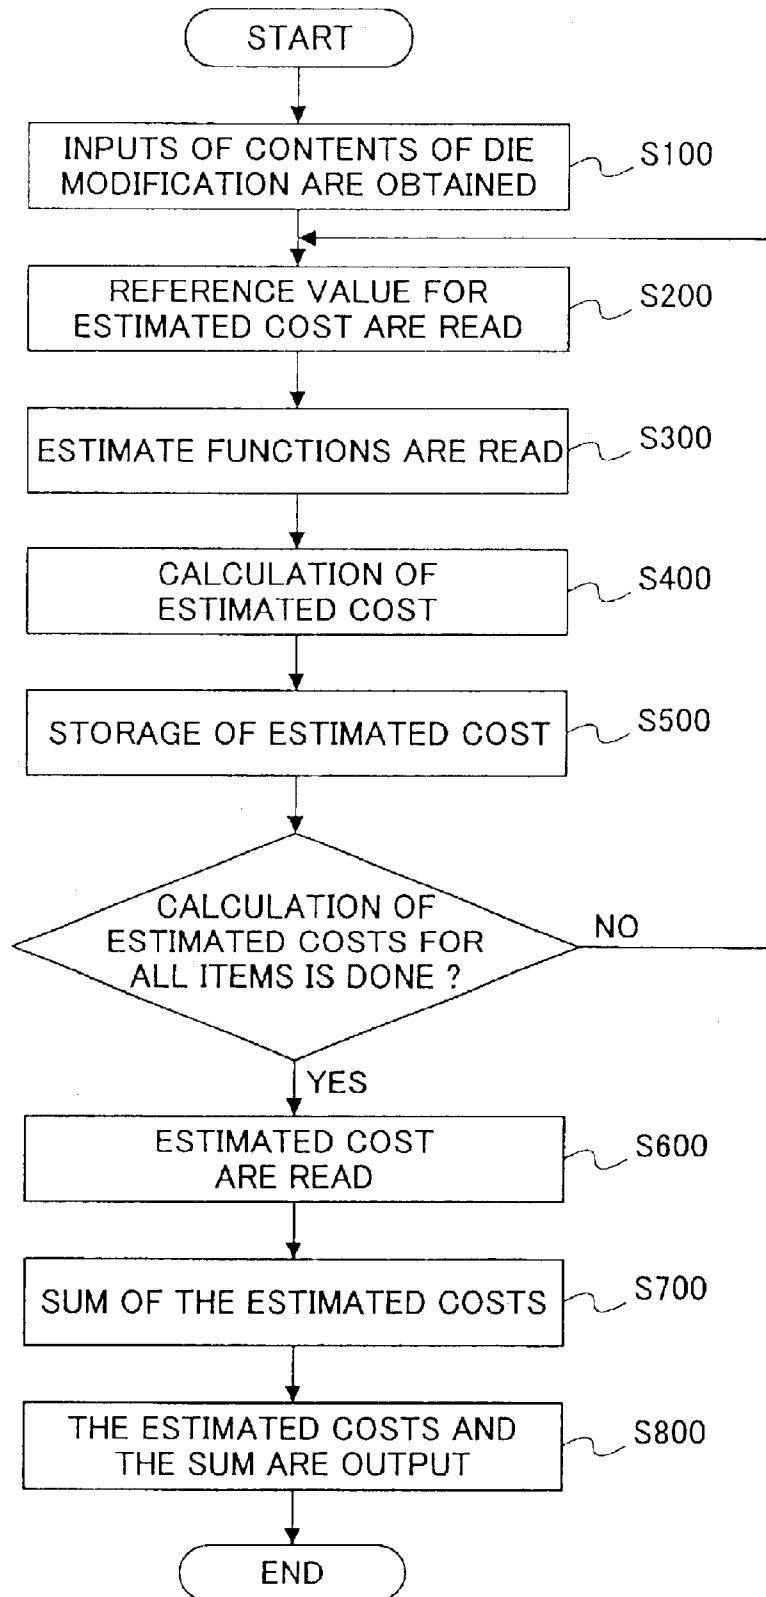 START
INPUTS OF CONTENTS OF DIE
MODIFICATION ARE OBTAINED
S100
REFERENCE VALUE FOR
ESTIMATED COST ARE READ
S200
ESTIMATE FUNCTIONS ARE READ
S300
CALCULATION OF
ESTIMATED COST
S400
STORAGE OF ESTIMATED COST
S500
CALCULATION OF
ESTIMATED COSTS FOR
ALL ITEMS IS DONE ?
NO
YES
ESTIMATED COST
ARE READ
S600
SUM OF THE ESTIMATED COSTS
S700
THE ESTIMATED COSTS AND
THE SUM ARE OUTPUT
S800
END